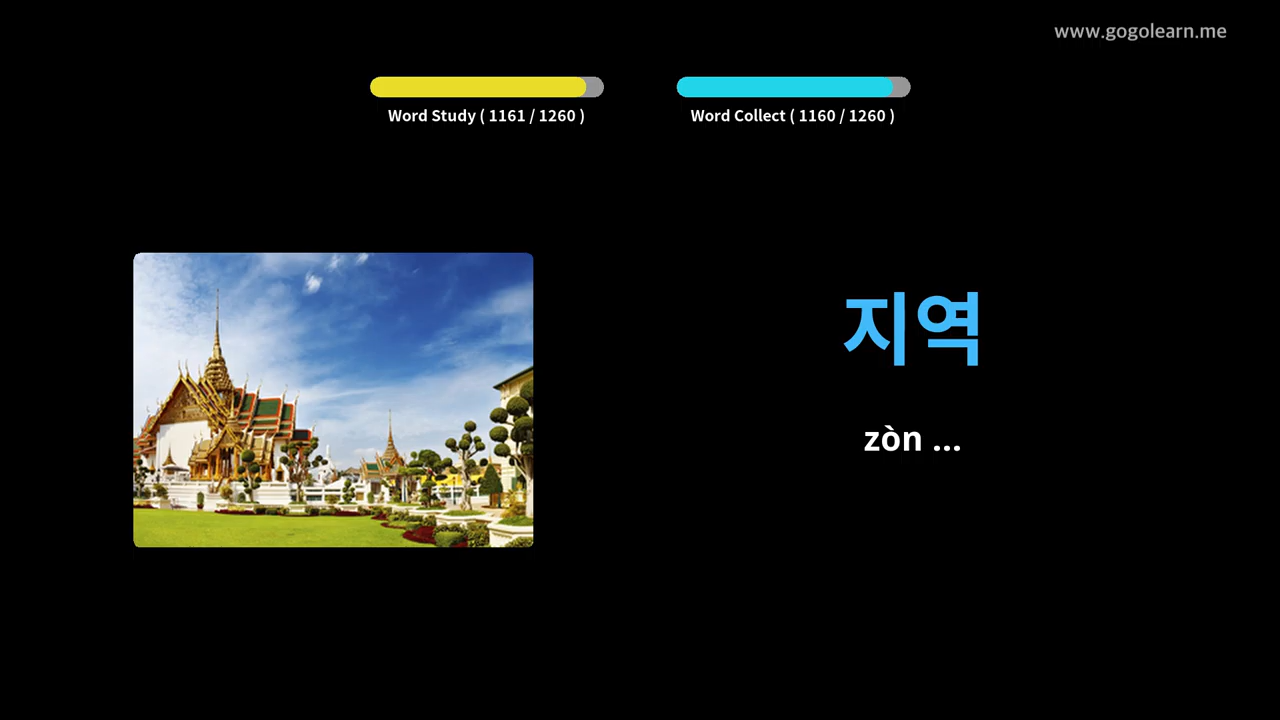 www.gogolearn.me
Word Study ( 1161 / 1260 )
Word Collect ( 1160 / 1260 )
지역
zòn ...